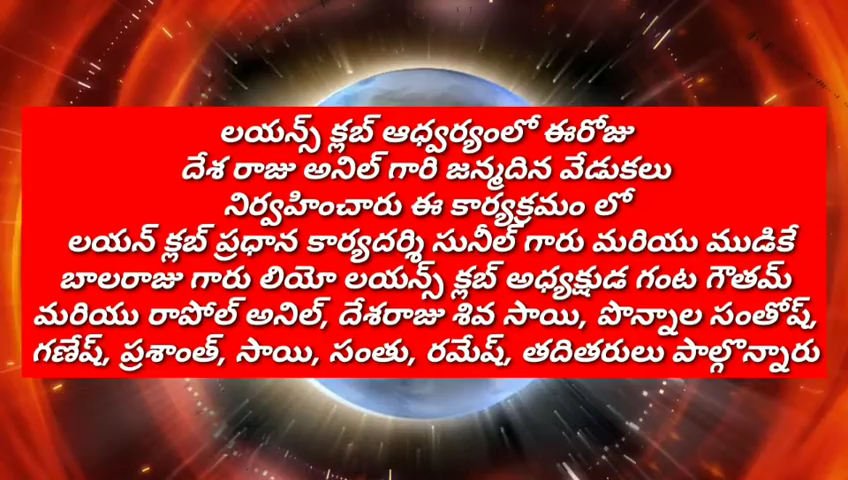 లయన్స్ క్లబ్ ఆధ్వర్యంలో ఈరోజు
దేశ రాజు అనిల్ గారి జన్మదిన వేడుకలు
నిర్వహించారు ఈ కార్యక్రమం లో
లయన్ క్లబ్ ప్రధాన కార్యదర్శి సునీల్ గారు మరియు ముడికే
బాలరాజు గారు లియో లయన్స్ క్లబ్ అధ్యక్షుడ గంట గౌతమ్
మరియు రాపోల్ అనిల్, దేశరాజు శివ సాయి, పొన్నాల సంతోష్,
గణేష్, ప్రశాంత్, సాయి, సంతు, రమేష్, తదితరులు పాల్గొన్నారు